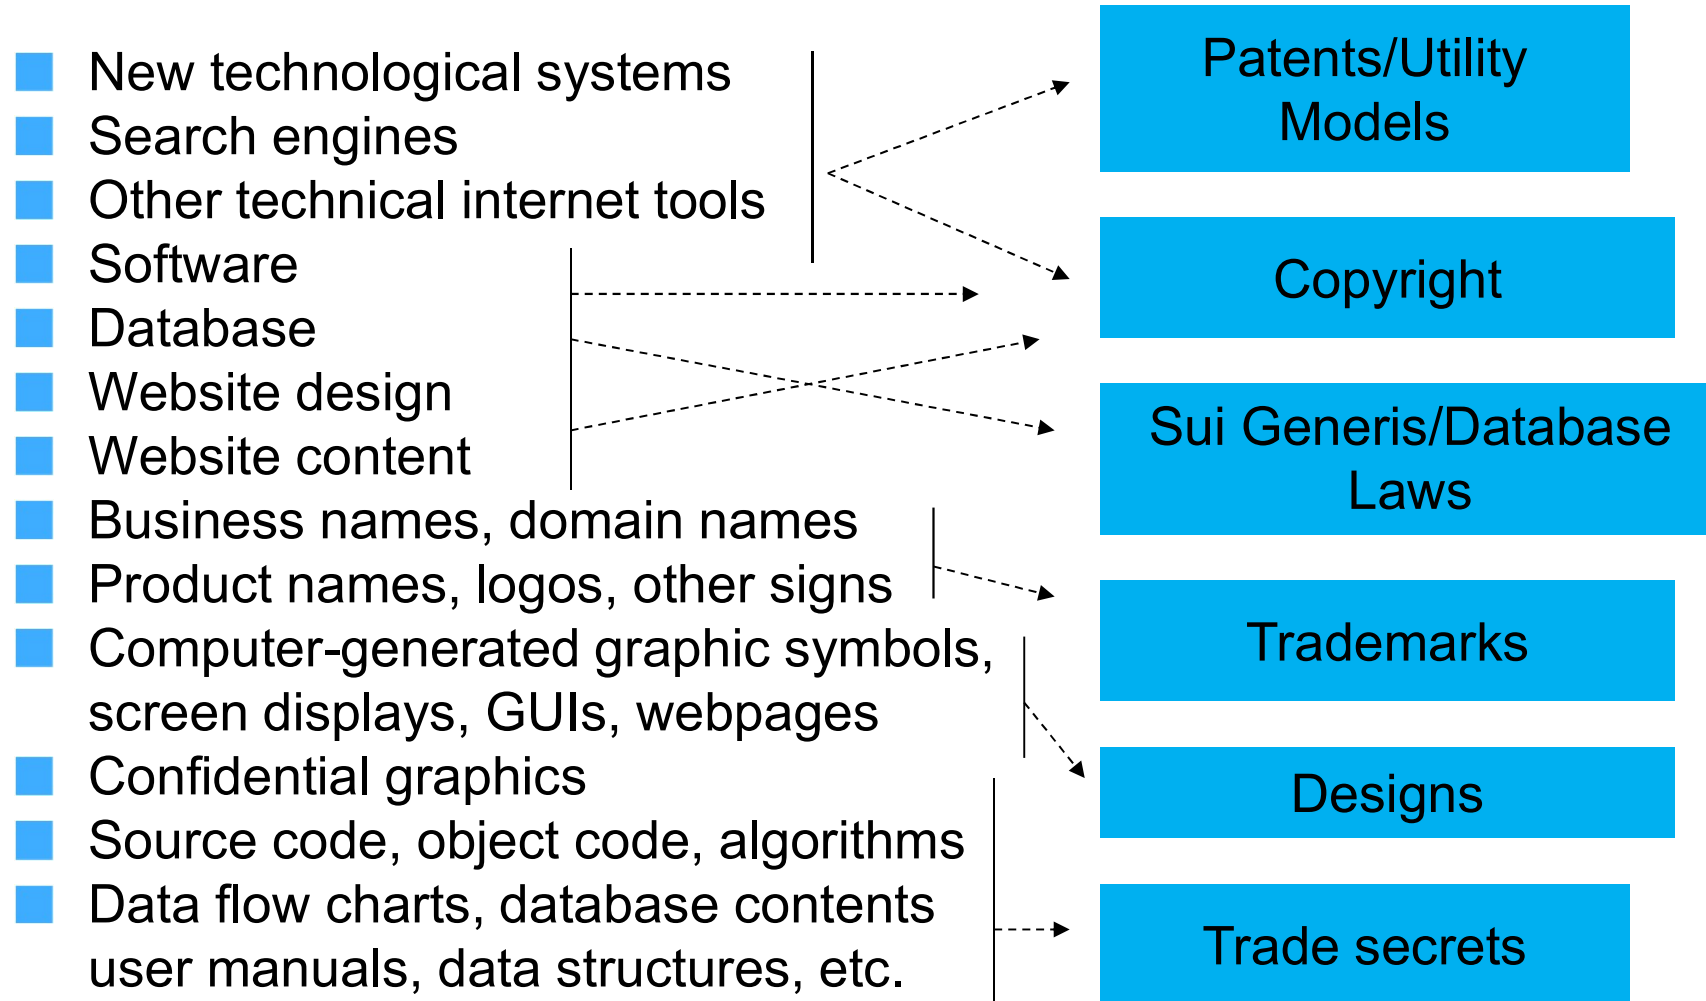 New technological systems
Search engines
Other technical internet tools
Software
Database
Website design
Website content
Business names, domain names
Product names, logos, other signs
Computer-generated graphic symbols,
screen displays, GUIs, webpages
Confidential graphics
Source code, object code, algorithms
Data flow charts, database contents
user manuals, data structures, etc.
Patents/Utility
Models
Copyright
Sui Generis/Database
Laws
Trademarks
Designs
Trade secrets